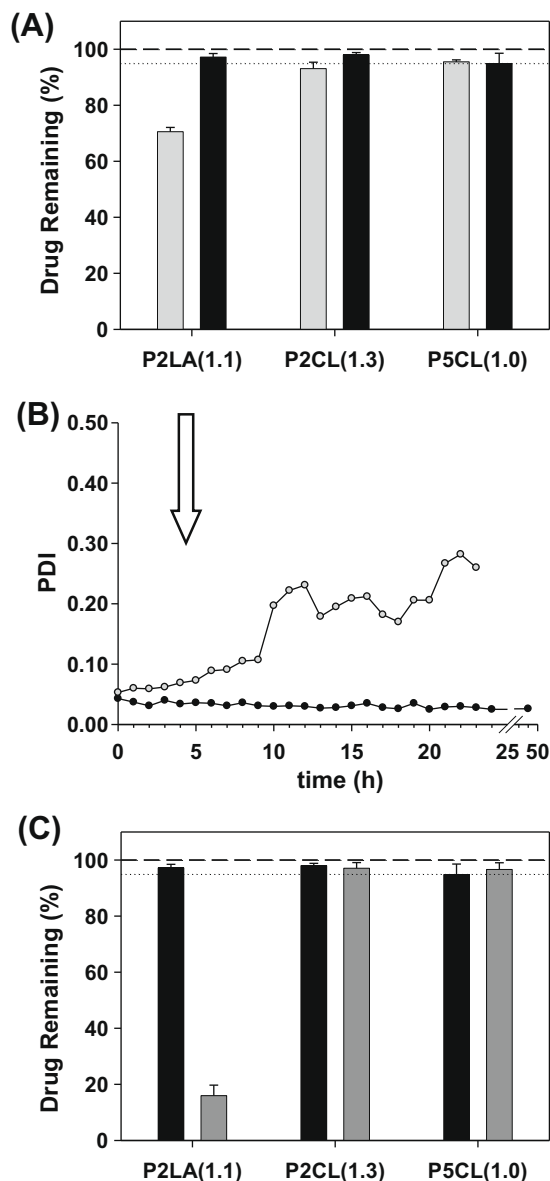 (A)
Drug Remaining (%)
100
80
60
40
20
0
P2LA(1.1) P2CL(1.3) P5CL(1.0)
(B)
PDI
0.50
0.40
0.30
0.20
0.10
0.00
0 5 10 15 20 25 50
time (h)
(C)
Drug Remaining (%)
100
80
60
40
20
0
P2LA(1.1) P2CL(1.3) P5CL(1.0)